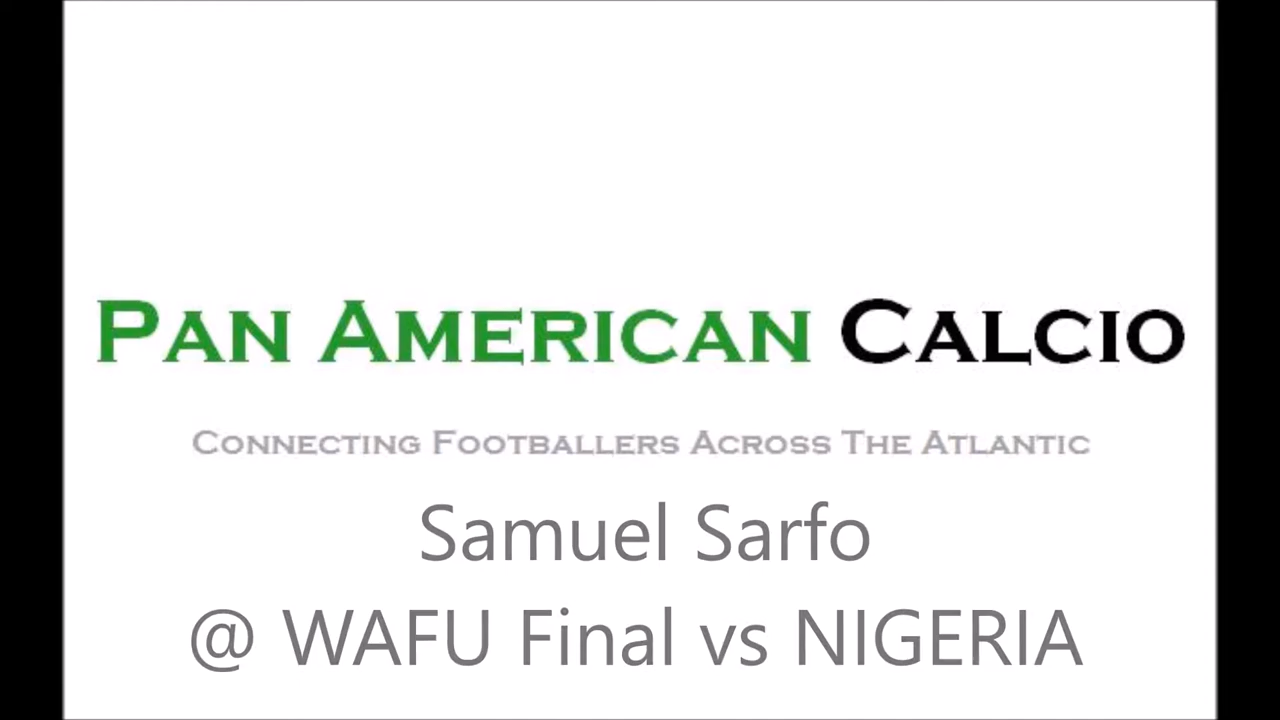 PAN AMERICAN CALCIO
CONNECTING FOOTBALLERS ACROSS THE ATLANTIC
Samuel Sarfo
@ WAFU Final vs NIGERIA